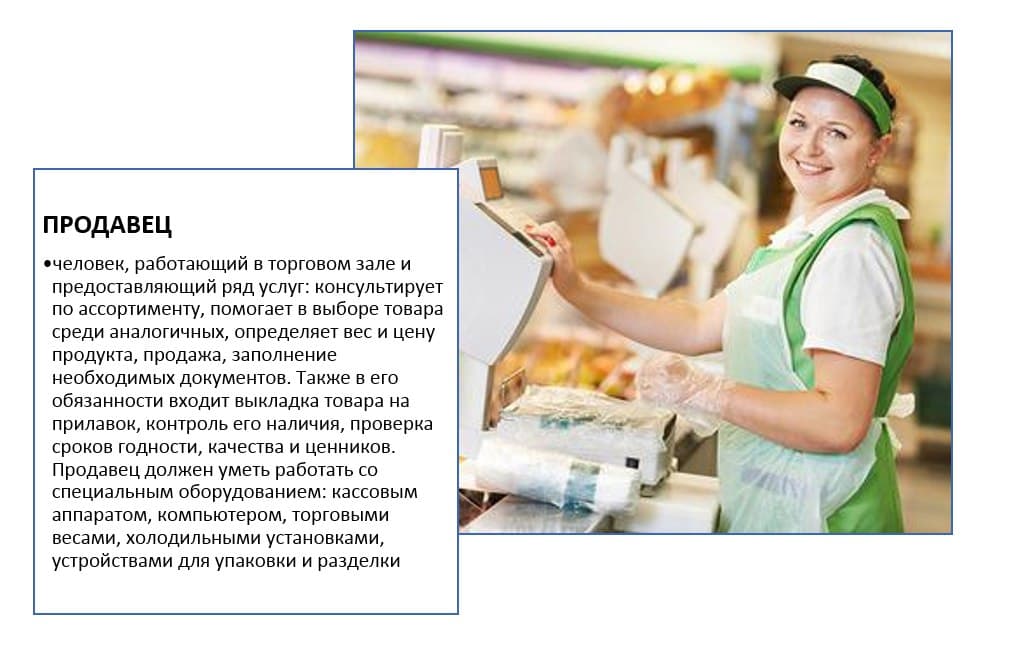 ПРОДАВЕЦ
•человек, работающий в торговом зале и
предоставляющий ряд услуг: консультирует
по ассортименту, помогает в выборе товара
среди аналогичных, определяет вес и цену
продукта, продажа, заполнение
необходимых документов. Также в его
обязанности входит выкладка товара на
прилавок, контроль его наличия, проверка
сроков годности, качества и ценников.
Продавец должен уметь работать со
специальным оборудованием: кассовым
аппаратом, компьютером, торговыми
весами, холодильными установками,
устройствами для упаковки и разделки